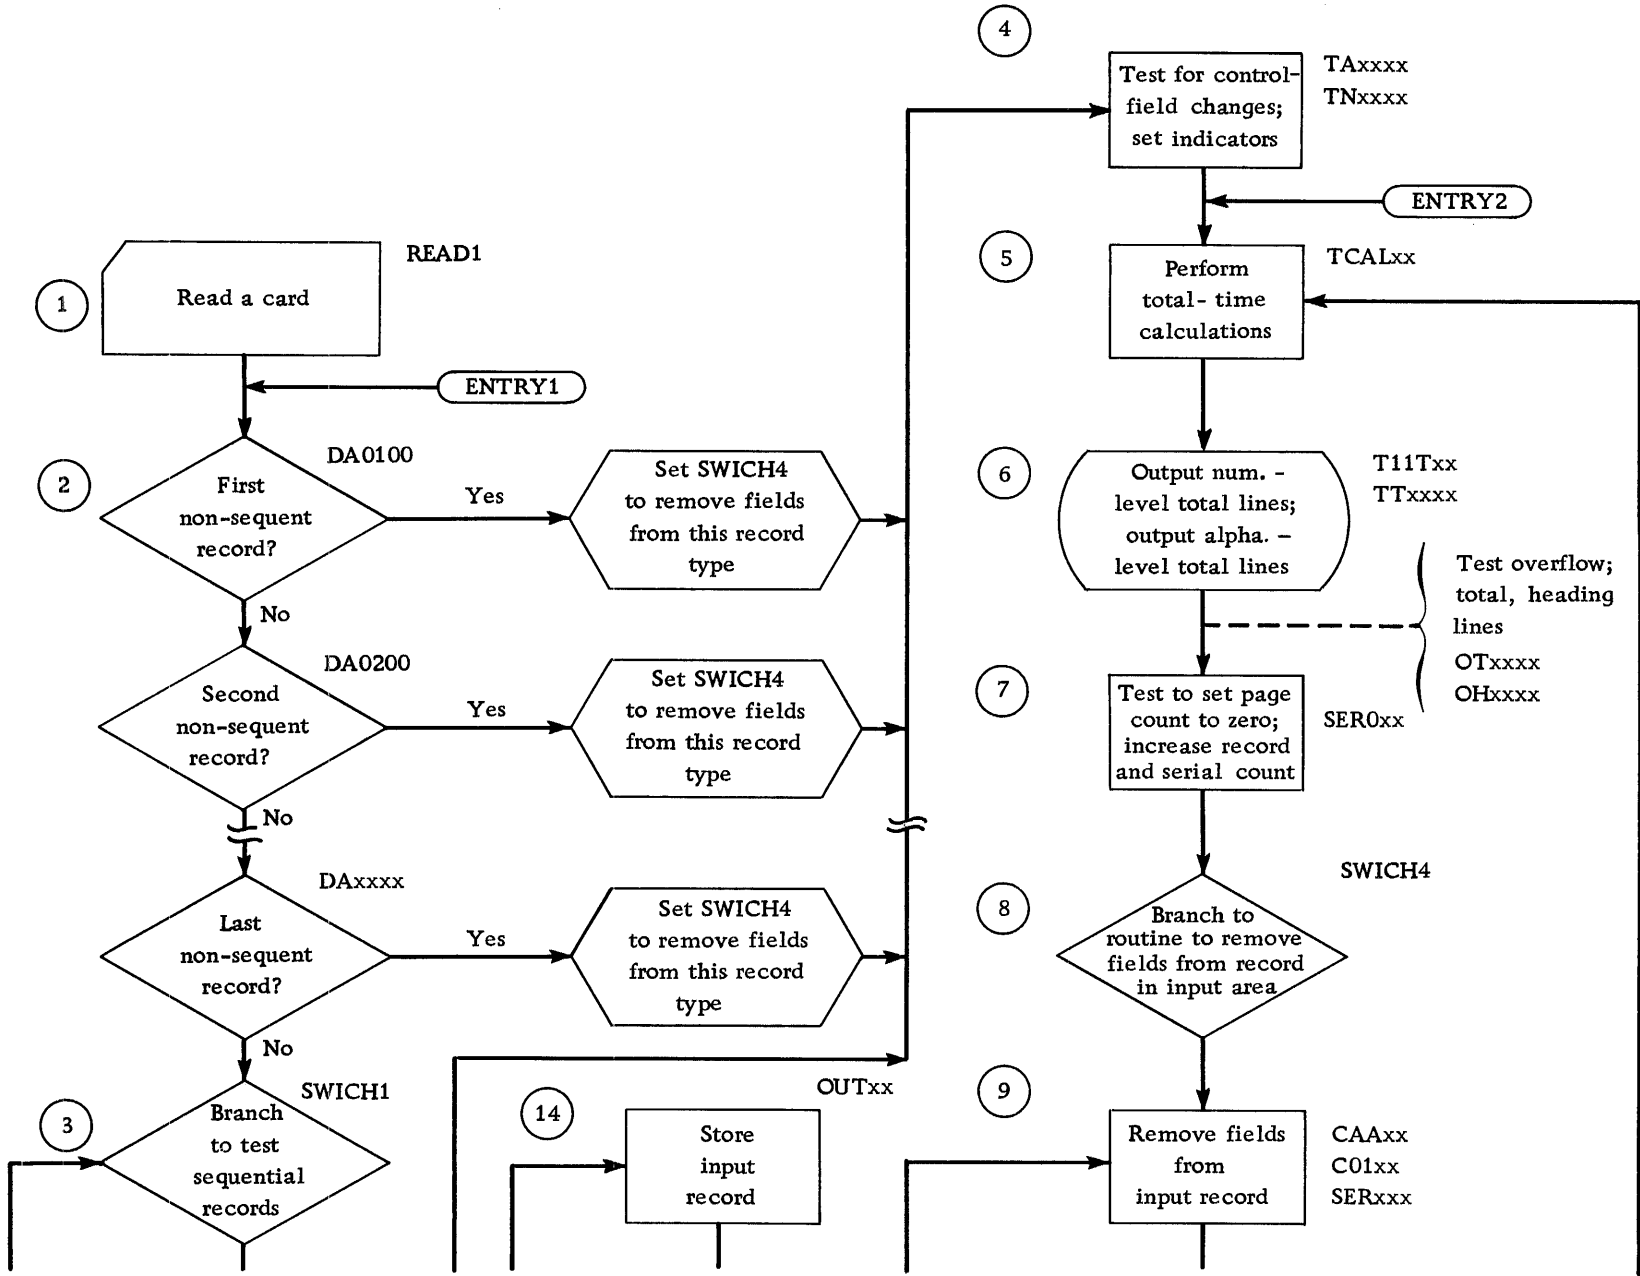 1
Read a card
READ1
ENTRY1
2
First
non-sequent
record?
DA0100
Yes
Set SWICH4
to remove fields
from this record
type
No
Second
non-sequent
record?
DA0200
Yes
Set SWICH4
to remove fields
from this record
type
No
Last
non-sequent
record?
DAxxxx
Yes
Set SWICH4
to remove fields
from this record
type
No
3
Branch
to test
sequential
records
SWICH1
14
Store
input
record
OUTxx
4
Test for control-
field changes;
set indicators
TAxxxx
TNxxxx
ENTRY2
5
Perform
total- time
calculations
TCALxx
6
Output num. -
level total lines;
output alpha. -
level total lines
T11Txx
TTxxxx
Test overflow;
total, heading
lines
OTxxxx
OHxxxx
7
Test to set page
count to zero;
increase record
and serial count
SER0xx
8
Branch to
routine to remove
fields from record
in input area
SWICH4
9
Remove fields
from
input record
CAAxx
C01xx
SERxxx